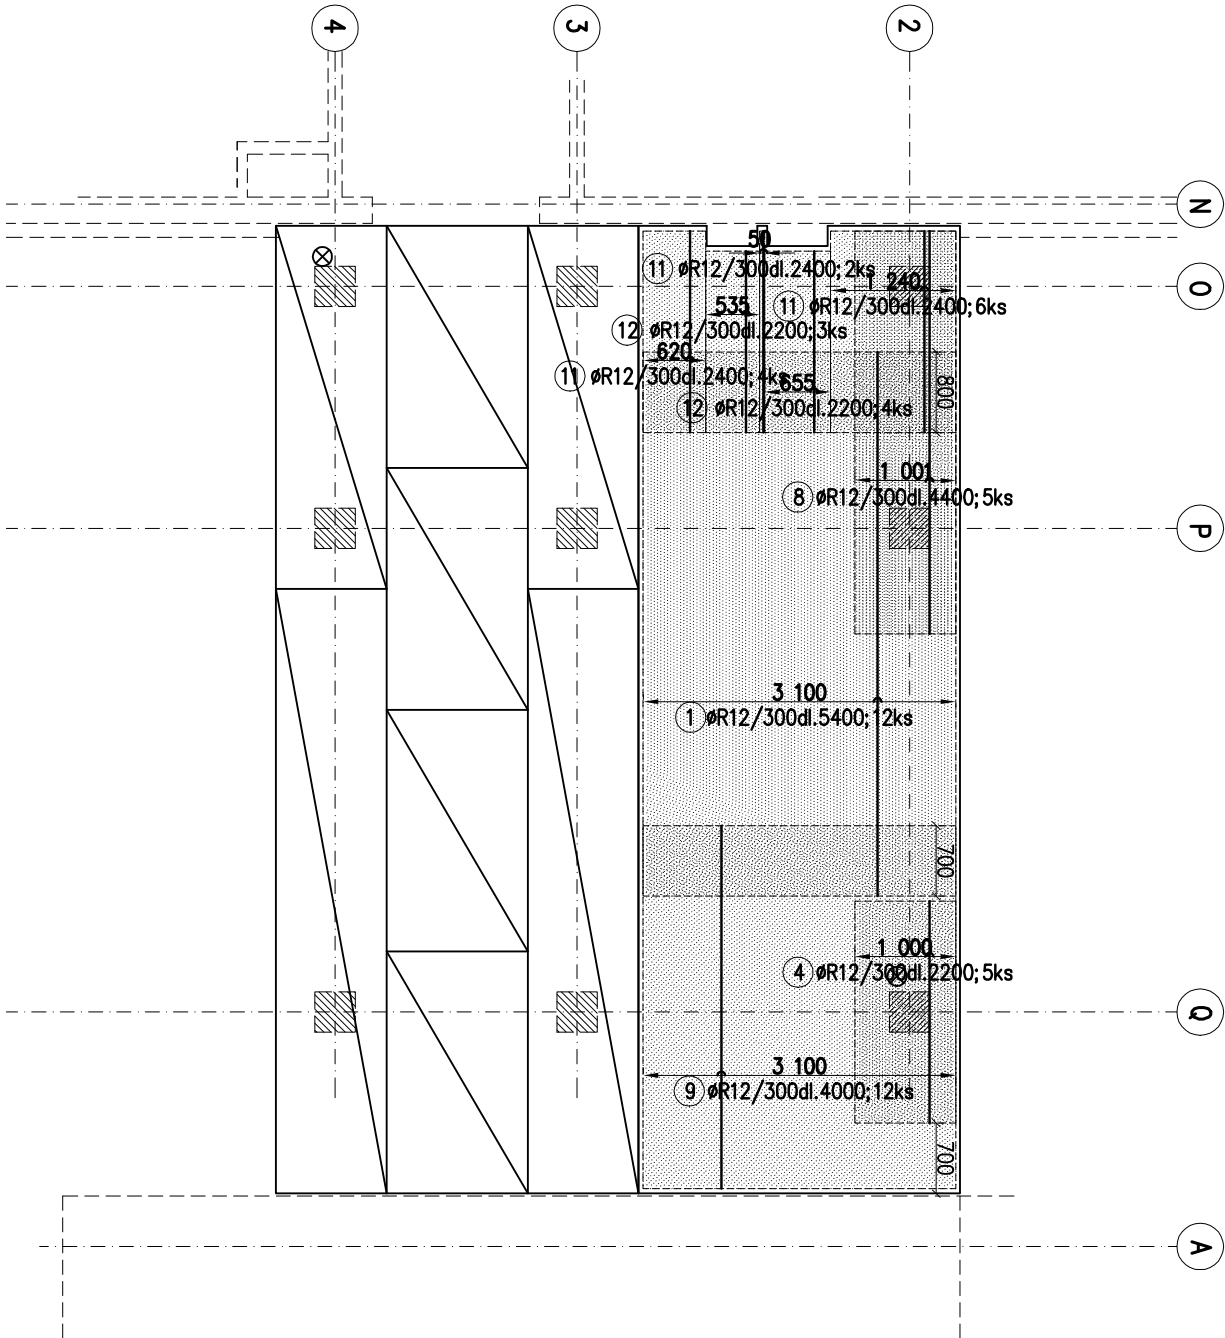 4
3
2
N
50
11 øR12/300dl.2400;2ks
1 240
O
535
11 øR12/300dl.2400;6ks
12 øR12/300dl.2200;3ks
620
11 øR12/300dl.2400;4ks
655
800
12 øR12/300dl.2200;4ks
1 001
8 øR12/300dl.4400;5ks
P
3 100
1 øR12/300dl.5400;12ks
700
1 000
4 øR12/300dl.2200;5ks
Q
3 100
9 øR12/300dl.4000;12ks
700
A